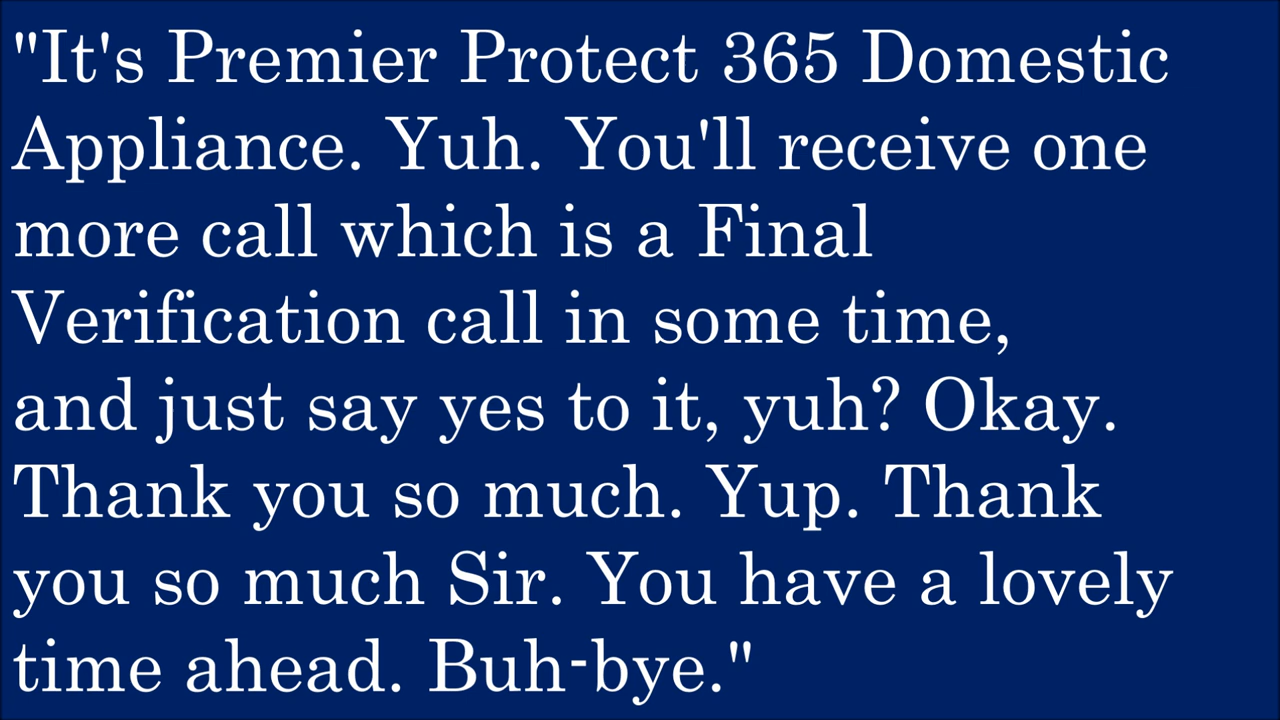 "It's Premier Protect 365 Domestic
Appliance. Yuh. You'll receive one
more call which is a Final
Verification call in some time,
and just say yes to it, yuh? Okay.
Thank you so much. Yup. Thank
you so much Sir. You have a lovely
time ahead. Buh-bye."